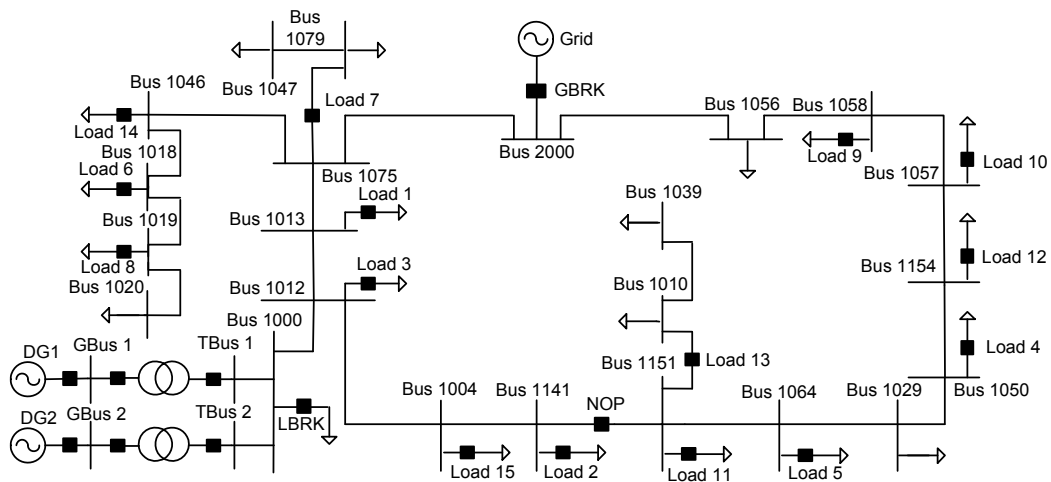 Bus
1079
Grid
Bus 1046
Bus 1047
Load 7
GBRK
Bus 1056
Bus 1058
Load 14
Bus 1018
Load 9
Load 10
Load 6
Bus 1075
Bus 2000
Bus 1057
Load 1
Bus 1039
Bus 1019
Bus 1013
Load 8
Load 3
Load 12
Bus 1154
Bus 1020
Bus 1012
Bus 1010
Bus 1000
Load 4
DG1
GBus 1
TBus 1
Bus 1151
Load 13
Bus 1004
Bus 1141
Bus 1064
Bus 1029
Bus 1050
DG2
GBus 2
TBus 2
LBRK
NOP
Load 15
Load 2
Load 11
Load 5